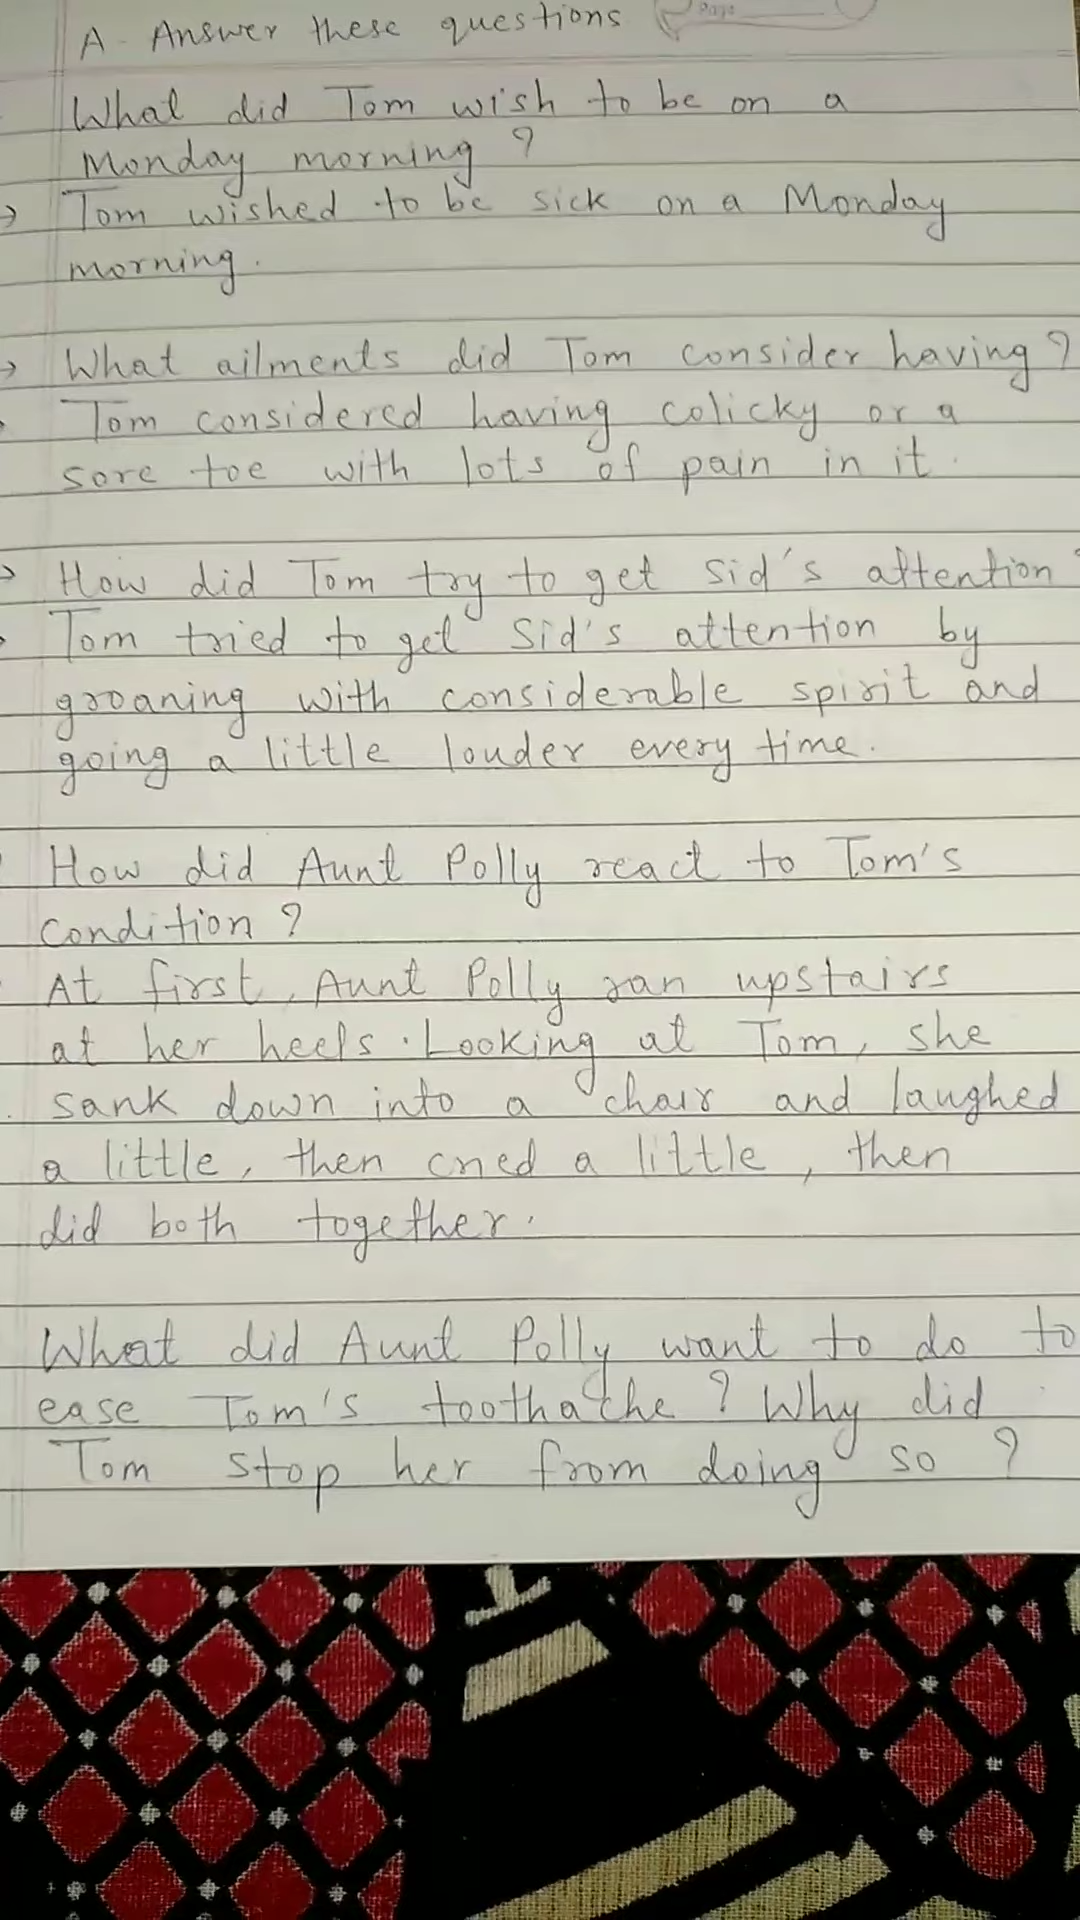 A- Answer these questions
What did Tom wish to be on a
Monday morning ?
→ Tom wished to be sick on a Monday
morning.
→ What ailments did Tom consider having ?
Tom considered having colicky or a
sore toe with lots of pain in it.
→ How did Tom try to get Sid's attention ?
Tom tried to get Sid's attention by
groaning with considerable spirit and
going a little louder every time.
How did Aunt Polly react to Tom's
condition ?
At first, Aunt Polly ran upstairs
at her heels. Looking at Tom, she
sank down into a chair and laughed
a little, then cried a little, then
did both together.
What did Aunt Polly want to do to
ease Tom's toothache ? Why did
Tom stop her from doing so ?